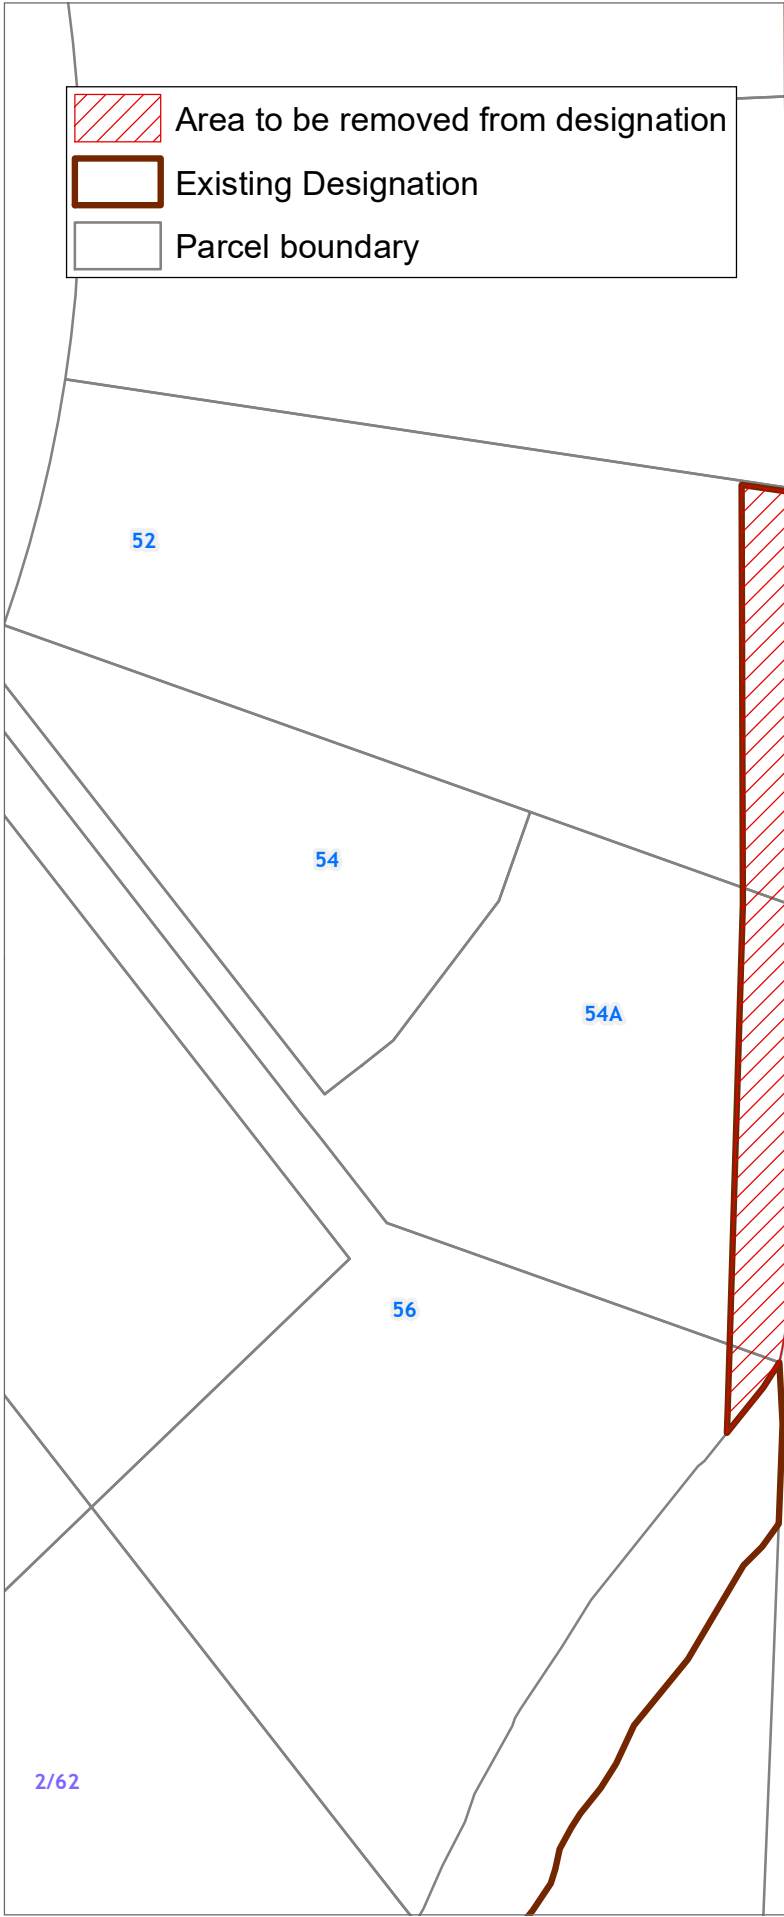 Area to be removed from designation
Existing Designation
Parcel boundary
52
54
54A
56
2/62